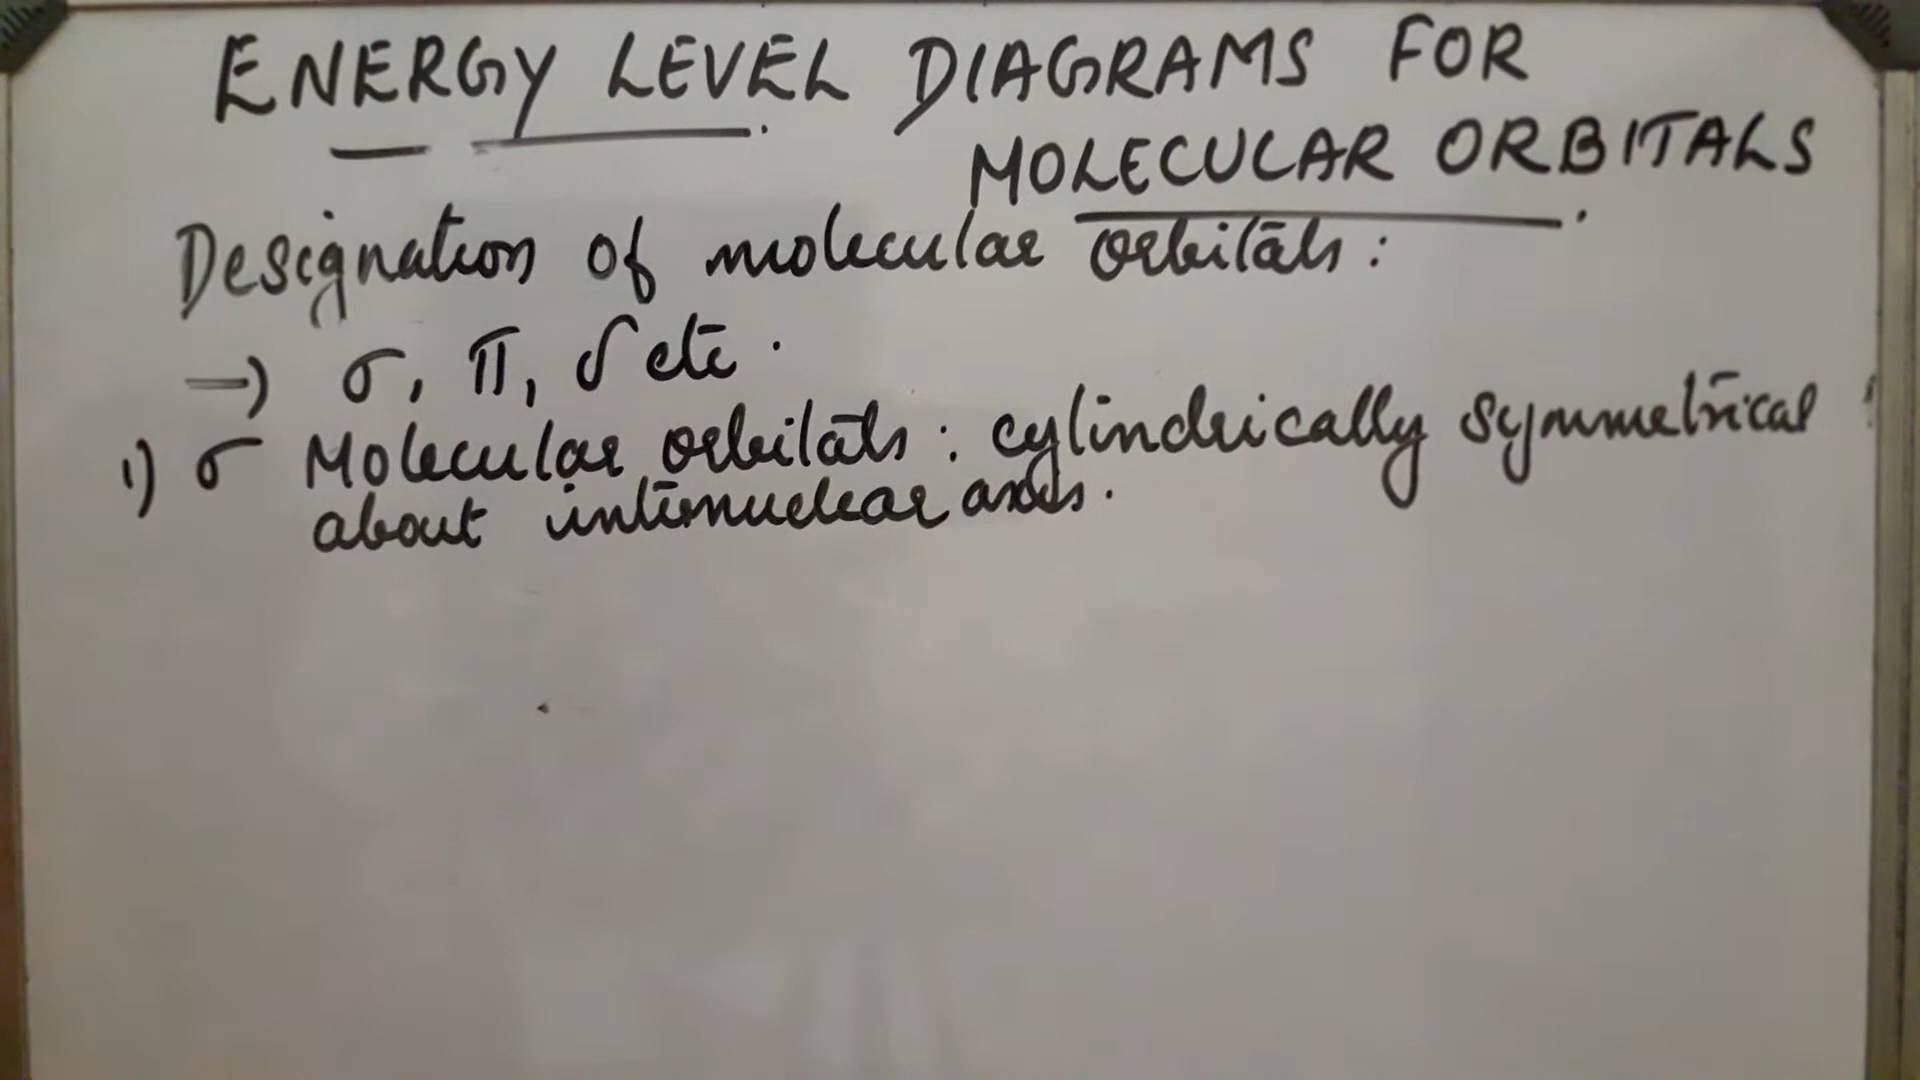 ENERGY LEVEL DIAGRAMS FOR
MOLECULAR ORBITALS
Designation of molecular orbitals:
→ σ, π, δ etc.
1) σ Molecular orbitals: cylindrically symmetrical
about internuclear axis.